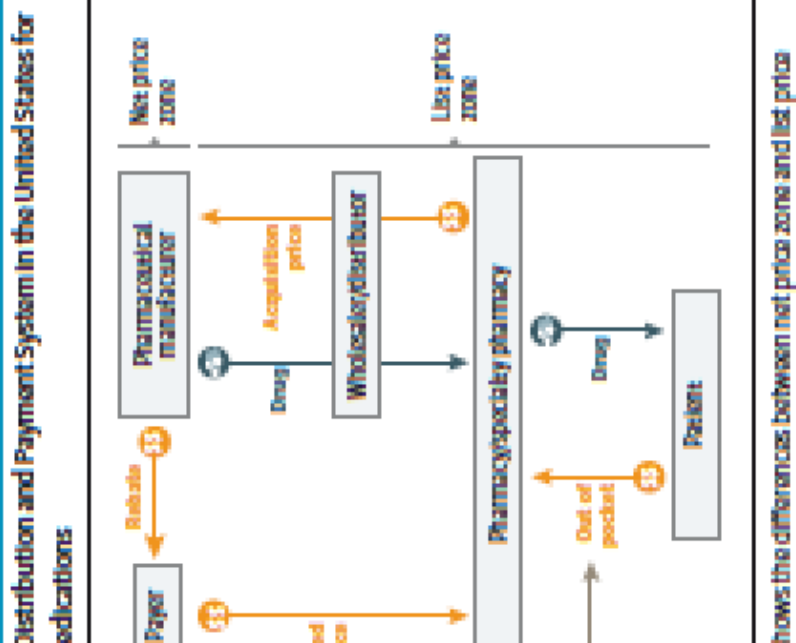 Distribution and Payment System in the United States for
edications
Net price
zone
List price
zone
Pharmaceutical
manufacturer
Acquisition
price
Wholesaler/distributor
Drug
Rebate
Payer
Pharmacy/specialty pharmacy
Drug
Out of
pocket
Patient
hows the differences between net price zone and list price